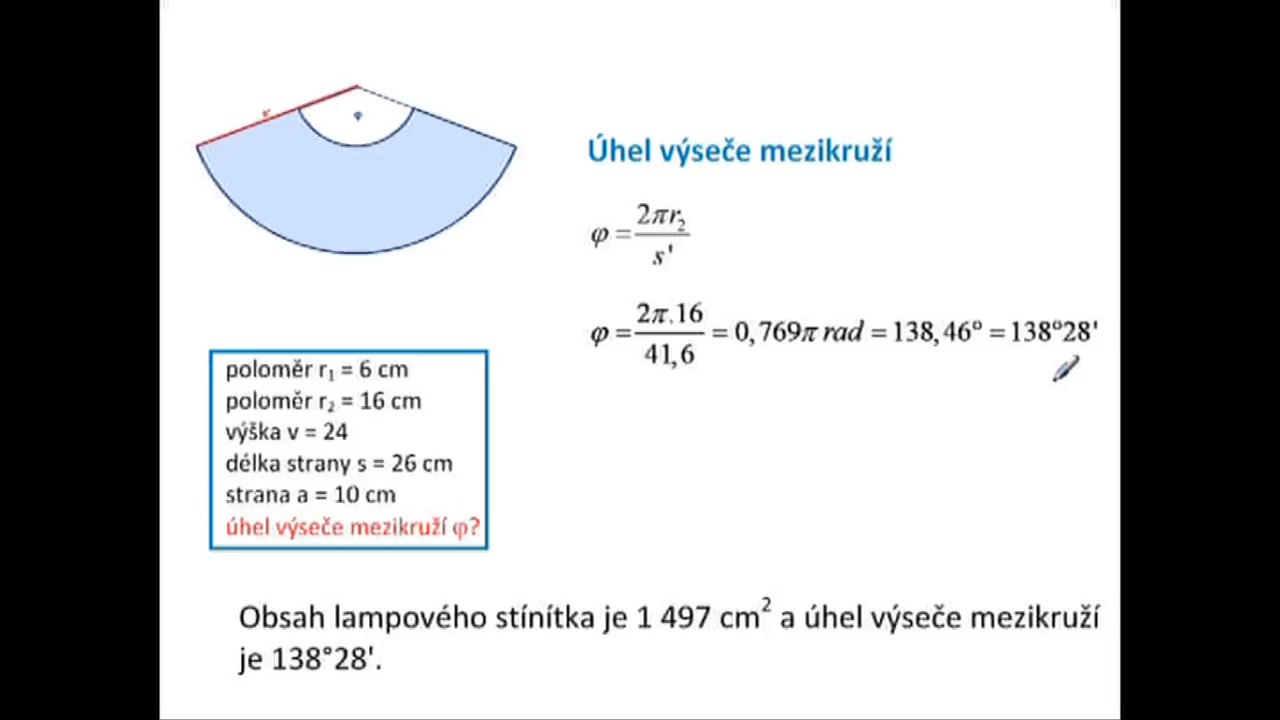 s'
φ
Úhel výseče mezikruží
φ = 2πr₂ / s'
φ = 2π.16 / 41,6 = 0,769π rad = 138,46° = 138°28'
poloměr r₁ = 6 cm
poloměr r₂ = 16 cm
výška v = 24
délka strany s = 26 cm
strana a = 10 cm
úhel výseče mezikruží φ?
Obsah lampového stínítka je 1 497 cm² a úhel výseče mezikruží
je 138°28'.